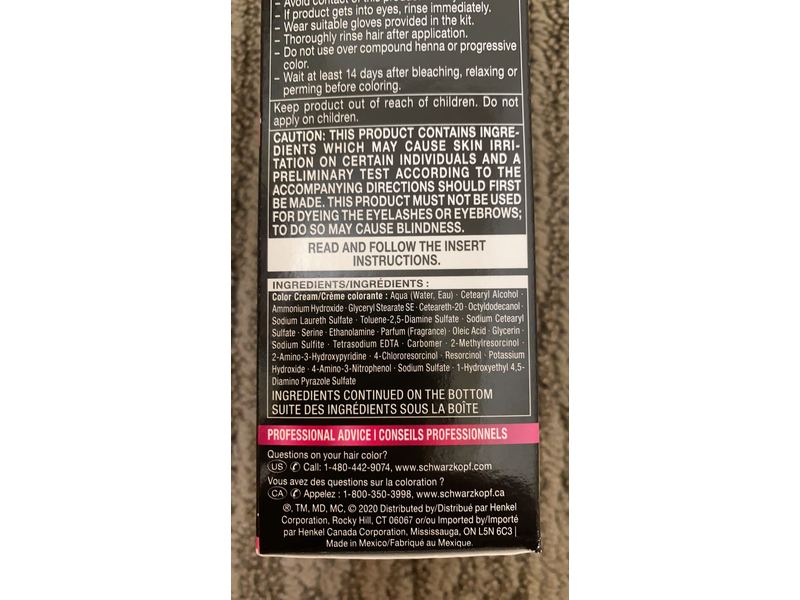 – Avoid contact of this product
– If product gets into eyes, rinse immediately.
– Wear suitable gloves provided in the kit.
– Thoroughly rinse hair after application.
– Do not use over compound henna or progressive
color.
– Wait at least 14 days after bleaching, relaxing or
perming before coloring.
Keep product out of reach of children. Do not
apply on children.
CAUTION: THIS PRODUCT CONTAINS INGRE-
DIENTS WHICH MAY CAUSE SKIN IRRI-
TATION ON CERTAIN INDIVIDUALS AND A
PRELIMINARY TEST ACCORDING TO THE
ACCOMPANYING DIRECTIONS SHOULD FIRST
BE MADE. THIS PRODUCT MUST NOT BE USED
FOR DYEING THE EYELASHES OR EYEBROWS;
TO DO SO MAY CAUSE BLINDNESS.
READ AND FOLLOW THE INSERT
INSTRUCTIONS.
INGREDIENTS/INGRÉDIENTS :
Color Cream/Crème colorante : Aqua (Water, Eau) · Cetearyl Alcohol ·
Ammonium Hydroxide · Glyceryl Stearate SE · Ceteareth-20 · Octyldodecanol ·
Sodium Laureth Sulfate · Toluene-2,5-Diamine Sulfate · Sodium Cetearyl
Sulfate · Serine · Ethanolamine · Parfum (Fragrance) · Oleic Acid · Glycerin ·
Sodium Sulfite · Tetrasodium EDTA · Carbomer · 2-Methylresorcinol ·
2-Amino-3-Hydroxypyridine · 4-Chlororesorcinol · Resorcinol · Potassium
Hydroxide · 4-Amino-3-Nitrophenol · Sodium Sulfate · 1-Hydroxyethyl 4,5-
Diamino Pyrazole Sulfate
INGREDIENTS CONTINUED ON THE BOTTOM
SUITE DES INGRÉDIENTS SOUS LA BOÎTE
PROFESSIONAL ADVICE I CONSEILS PROFESSIONNELS
Questions on your hair color?
US ✆ Call: 1-480-442-9074, www.schwarzkopf.com
Vous avez des questions sur la coloration ?
CA ✆ Appelez : 1-800-350-3998, www.schwarzkopf.ca
®, TM, MD, MC, © 2020 Distributed by/Distribué par Henkel
Corporation, Rocky Hill, CT 06067 or/ou Imported by/Importé
par Henkel Canada Corporation, Mississauga, ON L5N 6C3 |
Made in Mexico/Fabriqué au Mexique.